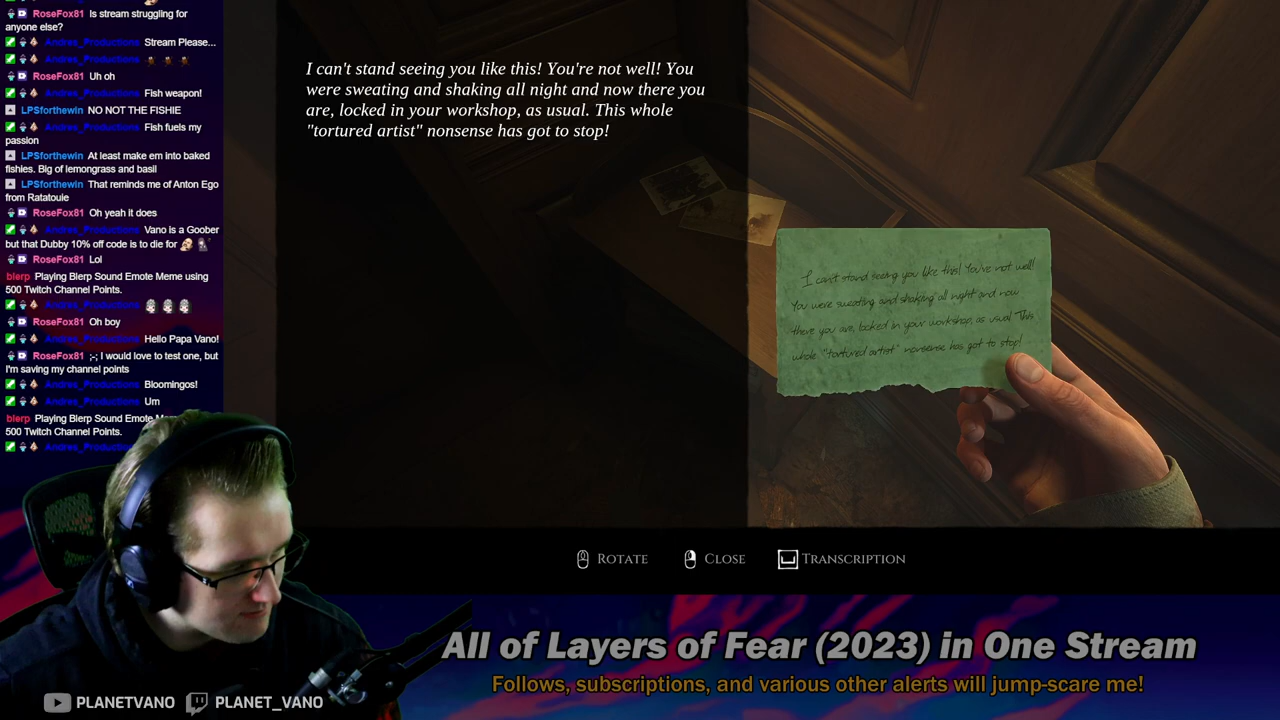 RoseFox81 Is stream struggling for
anyone else?
Andres_Productions Stream Please...
Andres_Productions
RoseFox81 Uh oh
Andres_Productions Fish weapon!
LPSforthewin NO NOT THE FISHIE
Andres_Productions Fish fuels my
passion
LPSforthewin At least make em into baked
fishies. Big of lemongrass and basil
LPSforthewin That reminds me of Anton Ego
from Ratatouie
RoseFox81 Oh yeah it does
Andres_Productions Vano is a Goober
but that Dubby 10% off code is to die for
RoseFox81 Lol
blerp Playing Blerp Sound Emote Meme using
500 Twitch Channel Points.
Andres_Productions
RoseFox81 Oh boy
Andres_Productions Hello Papa Vano!
RoseFox81 ;-; I would love to test one, but
I'm saving my channel points
Andres_Productions Bloomingos!
Andres_Productions Um
blerp Playing Blerp Sound Emote
500 Twitch Channel Points.
I can't stand seeing you like this! You're not well! You
were sweating and shaking all night and now there you
are, locked in your workshop, as usual. This whole
"tortured artist" nonsense has got to stop!
I can't stand seeing you like this! You're not well!
You were sweating and shaking all night and now
there you are, locked in your workshop, as usual. This
whole "tortured artist" nonsense has got to stop!
ROTATE
CLOSE
TRANSCRIPTION
All of Layers of Fear (2023) in One Stream
Follows, subscriptions, and various other alerts will jump-scare me!
PLANETVANO
PLANET_VANO